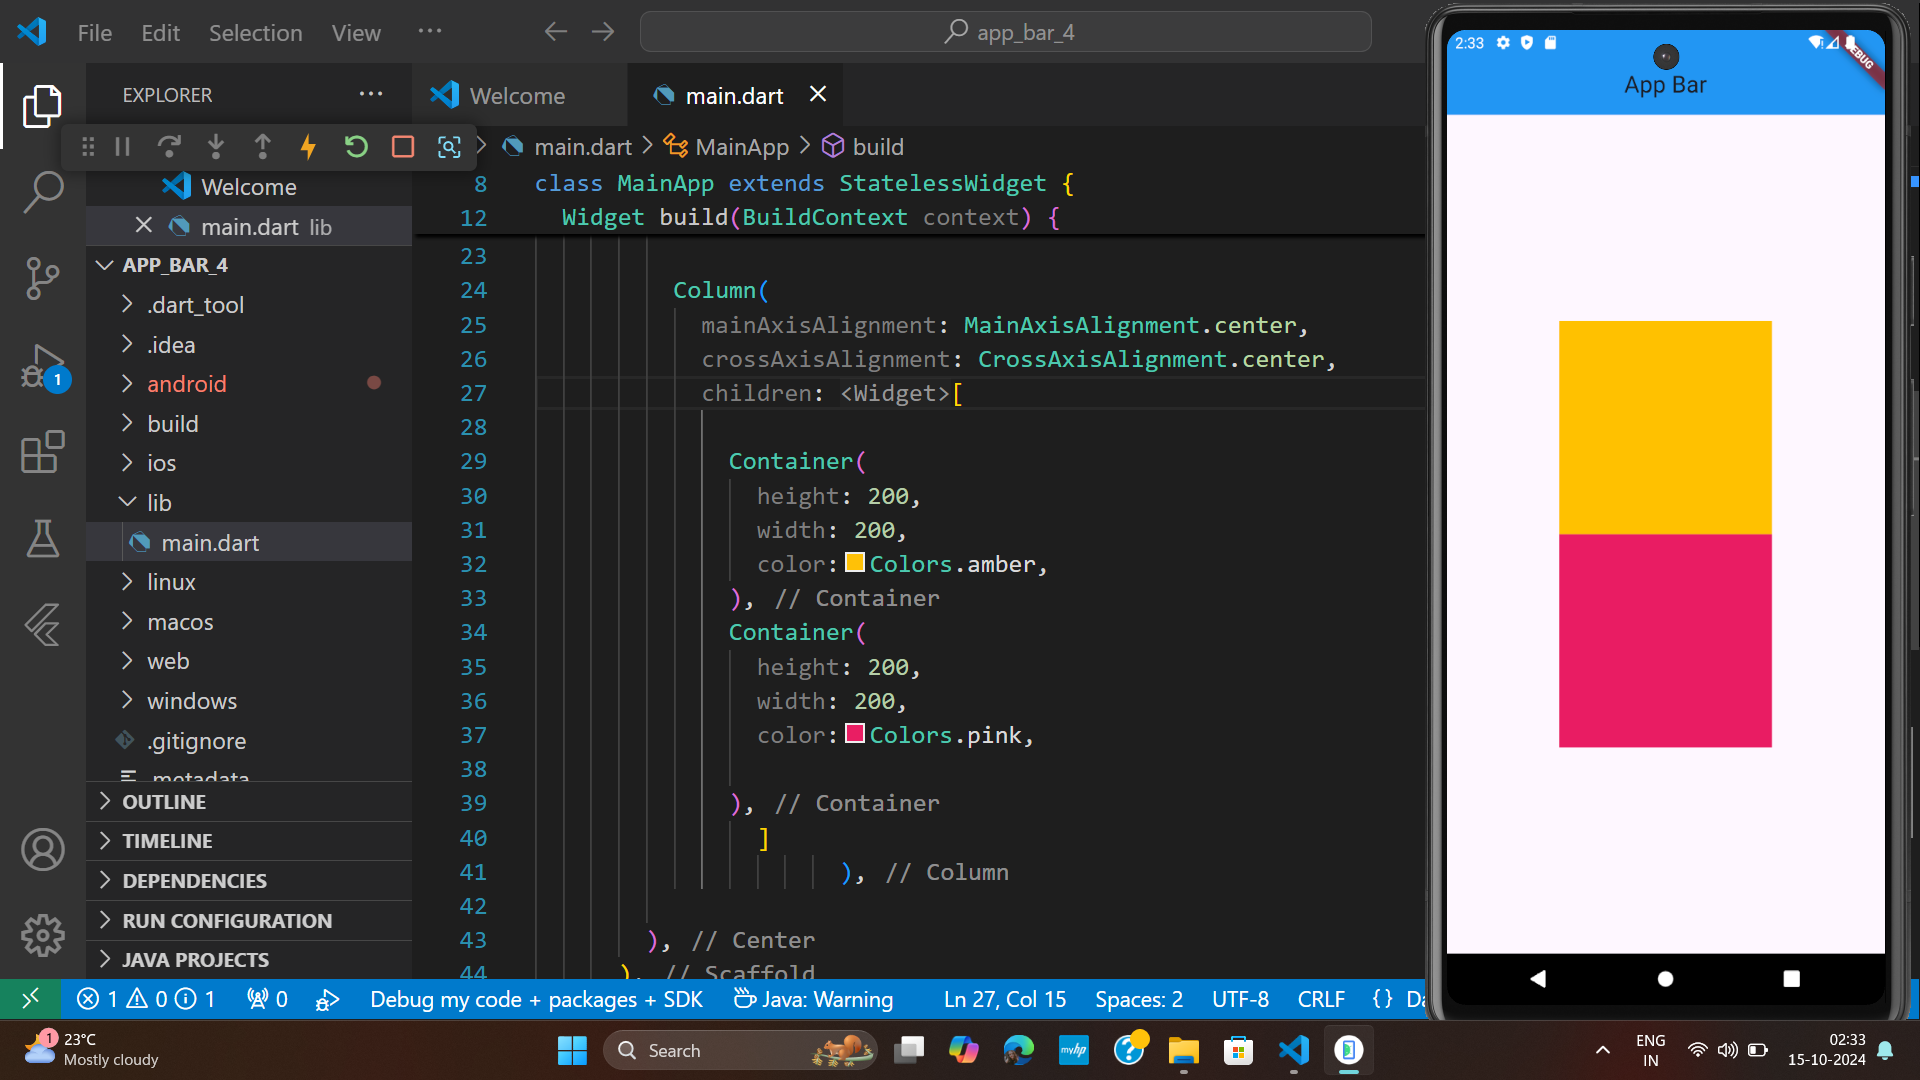 File Edit Selection View ··· app_bar_4
EXPLORER ···
Welcome
main.dart
main.dart > MainApp > build
Welcome
main.dart lib
APP_BAR_4
.dart_tool
.idea
android
build
ios
lib
main.dart
linux
macos
web
windows
.gitignore
.metadata
OUTLINE
TIMELINE
DEPENDENCIES
RUN CONFIGURATION
JAVA PROJECTS
1
8 class MainApp extends StatelessWidget {
12 Widget build(BuildContext context) {
23
24 Column(
25 mainAxisAlignment: MainAxisAlignment.center,
26 crossAxisAlignment: CrossAxisAlignment.center,
27 children: <Widget>[
28
29 Container(
30 height: 200,
31 width: 200,
32 color: Colors.amber,
33 ), // Container
34 Container(
35 height: 200,
36 width: 200,
37 color: Colors.pink,
38
39 ), // Container
40 ]
41 ), // Column
42
43 ), // Center
44 ), // Scaffold
2:33
DEBUG
App Bar
1 0 1 0 Debug my code + packages + SDK Java: Warning Ln 27, Col 15 Spaces: 2 UTF-8 CRLF {} Da
1
23°C
Mostly cloudy
Search
myhp
ENG
IN
02:33
15-10-2024